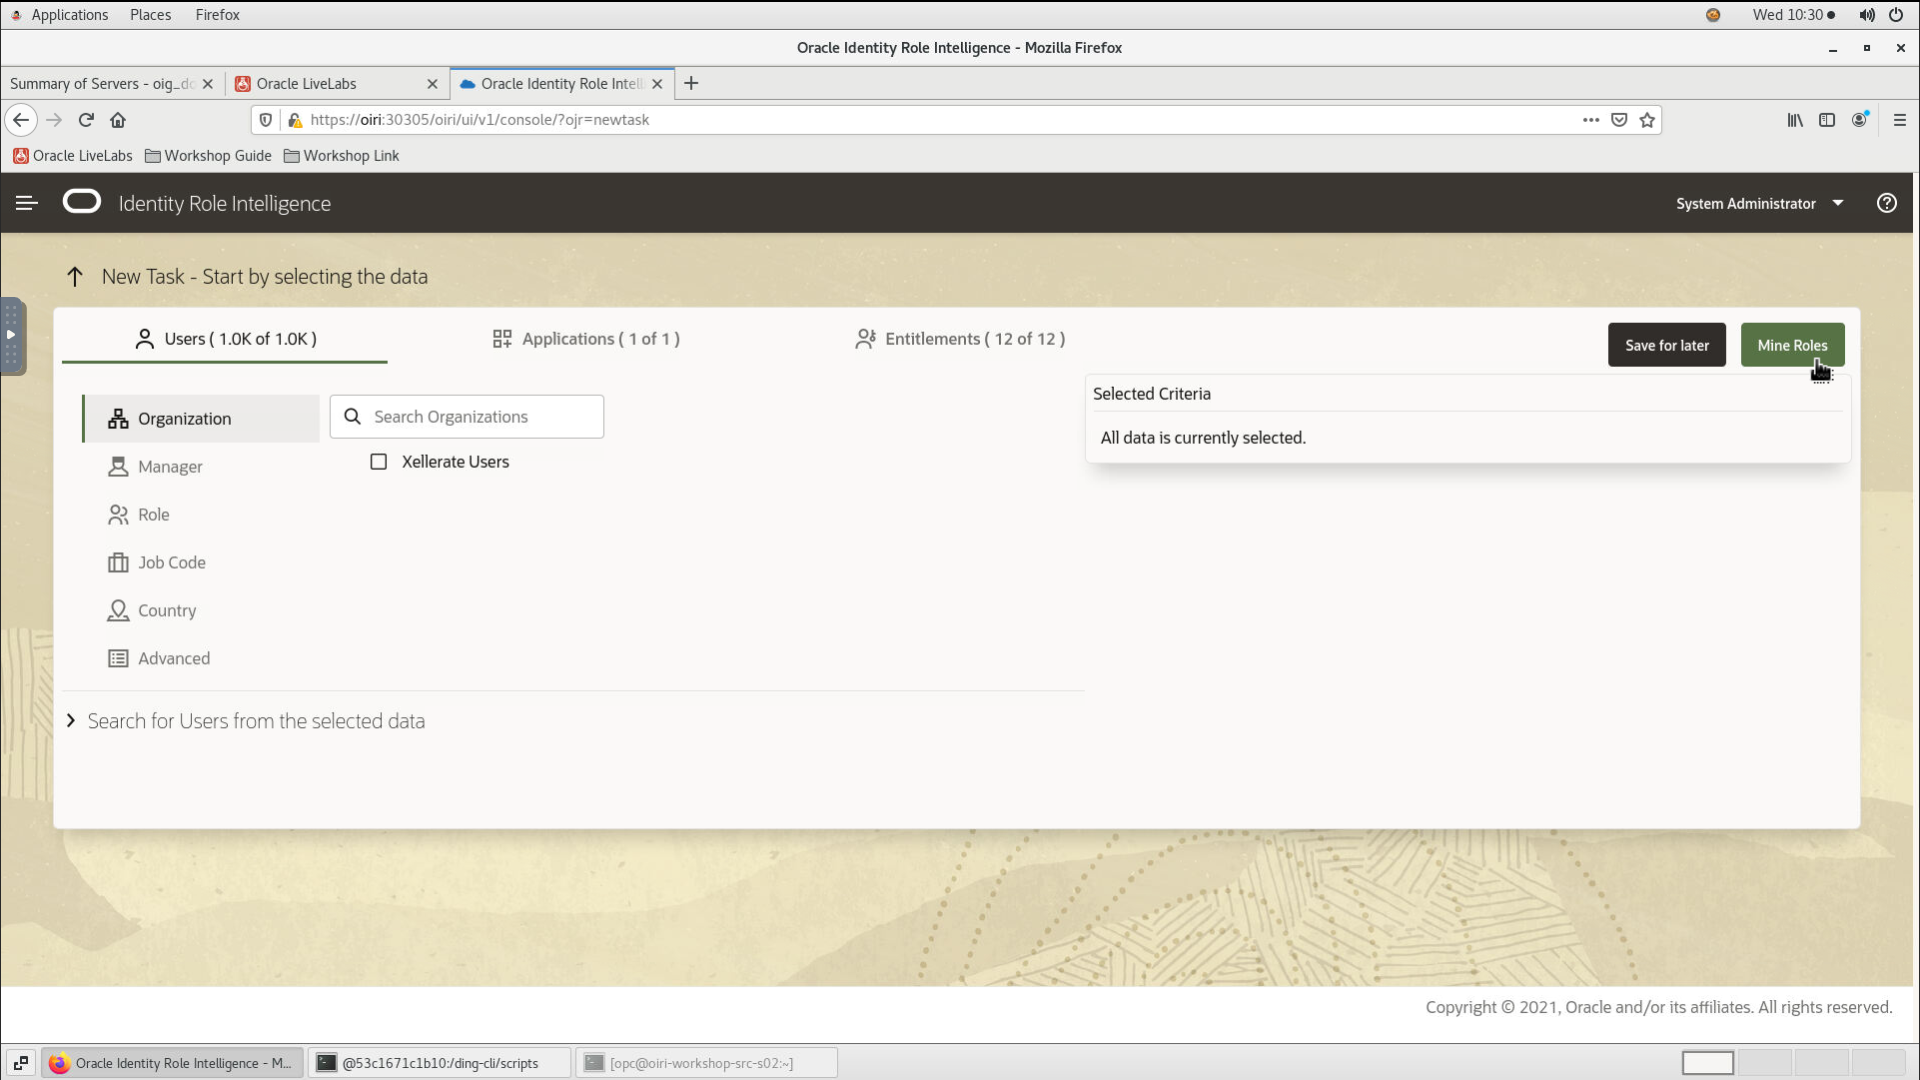 Applications Places Firefox Wed 10:30
Oracle Identity Role Intelligence - Mozilla Firefox
Summary of Servers - oig_do Oracle LiveLabs Oracle Identity Role Intell
https://oiri:30305/oiri/ui/v1/console/?ojr=newtask
Oracle LiveLabs Workshop Guide Workshop Link
Identity Role Intelligence System Administrator
New Task - Start by selecting the data
Users ( 1.0K of 1.0K ) Applications ( 1 of 1 ) Entitlements ( 12 of 12 ) Save for later Mine Roles
Selected Criteria
Organization Search Organizations
All data is currently selected.
Xellerate Users
Manager
Role
Job Code
Country
Advanced
Search for Users from the selected data
Copyright © 2021, Oracle and/or its affiliates. All rights reserved.
Oracle Identity Role Intelligence - M... @53c1671c1b10:/ding-cli/scripts [opc@oiri-workshop-src-s02:~]